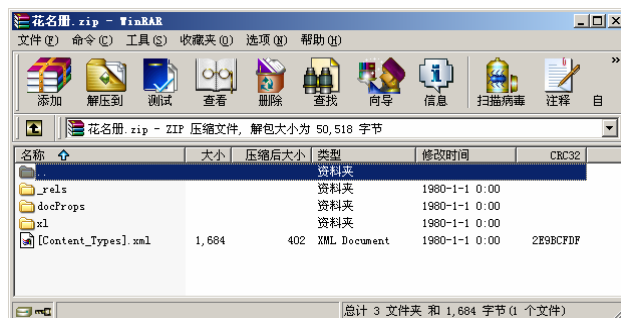 花名册.zip - WinRAR
文件(F) 命令(C) 工具(S) 收藏夹(O) 选项(N) 帮助(H)
添加 解压到 测试 查看 删除 查找 向导 信息 扫描病毒 注释 自
花名册.zip - ZIP 压缩文件, 解包大小为 50,518 字节
名称 大小 压缩后大小 类型 修改时间 CRC32
.. 资料夹
_rels 资料夹 1980-1-1 0:00
docProps 资料夹 1980-1-1 0:00
xl 资料夹 1980-1-1 0:00
[Content_Types].xml 1,684 402 XML Document 1980-1-1 0:00 2E9BCFDF
总计 3 文件夹 和 1,684 字节(1 个文件)